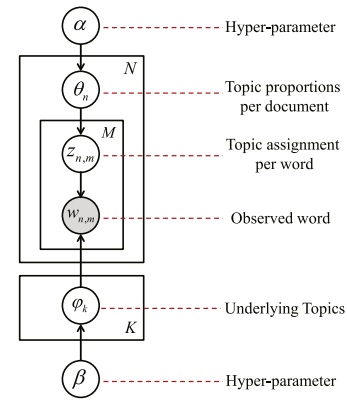 α Hyper-parameter
N
θn Topic proportions
per document
M
zn,m Topic assignment
per word
wn,m Observed word
φk Underlying Topics
K
β Hyper-parameter